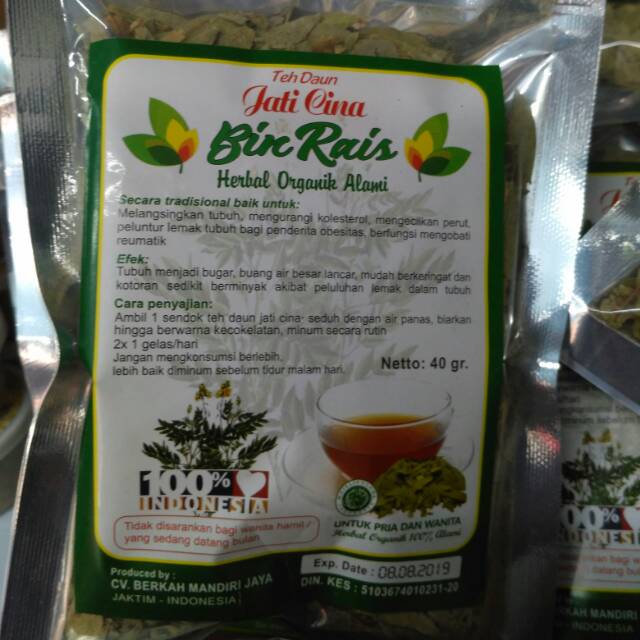 Teh Daun
Jati Cina
Bin Rais
Herbal Organik Alami
Secara tradisional baik untuk:
Melangsingkan tubuh, mengurangi kolesterol, mengecilkan perut,
peluntur lemak tubuh bagi penderita obesitas, berfungsi mengobati
reumatik
Efek:
Tubuh menjadi bugar, buang air besar lancar, mudah berkeringat dan
kotoran sedikit berminyak akibat peluluhan lemak dalam tubuh
Cara penyajian:
Ambil 1 sendok teh daun jati cina- seduh dengan air panas, biarkan
hingga berwarna kecokelatan, minum secara rutin
2x 1 gelas/hari
Jangan mengkonsumsi berlebih.
lebih baik diminum sebelum tidur malam hari.
Netto: 40 gr.
100%
INDONESIA
Tidak disarankan bagi wanita hamil /
yang sedang datang bulan
UNTUK PRIA DAN WANITA
Herbal Organik 100% Alami
Produced by :
CV. BERKAH MANDIRI JAYA
JAKTIM - INDONESIA
Exp. Date : 08.08.2019
DIN. KES : 5103674010231-20